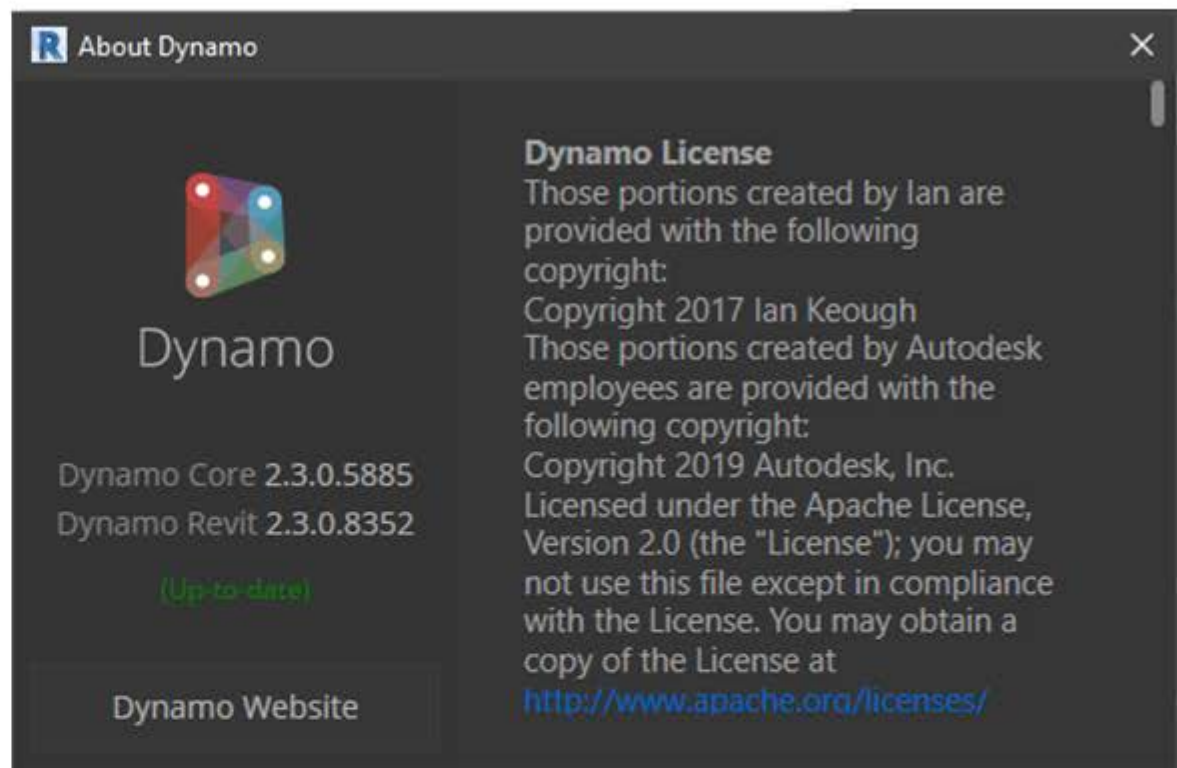 About Dynamo
Dynamo
Dynamo Core 2.3.0.5885
Dynamo Revit 2.3.0.8352
(Up-to-date)
Dynamo Website
Dynamo License
Those portions created by Ian are
provided with the following
copyright:
Copyright 2017 Ian Keough
Those portions created by Autodesk
employees are provided with the
following copyright:
Copyright 2019 Autodesk, Inc.
Licensed under the Apache License,
Version 2.0 (the "License"); you may
not use this file except in compliance
with the License. You may obtain a
copy of the License at
http://www.apache.org/licenses/